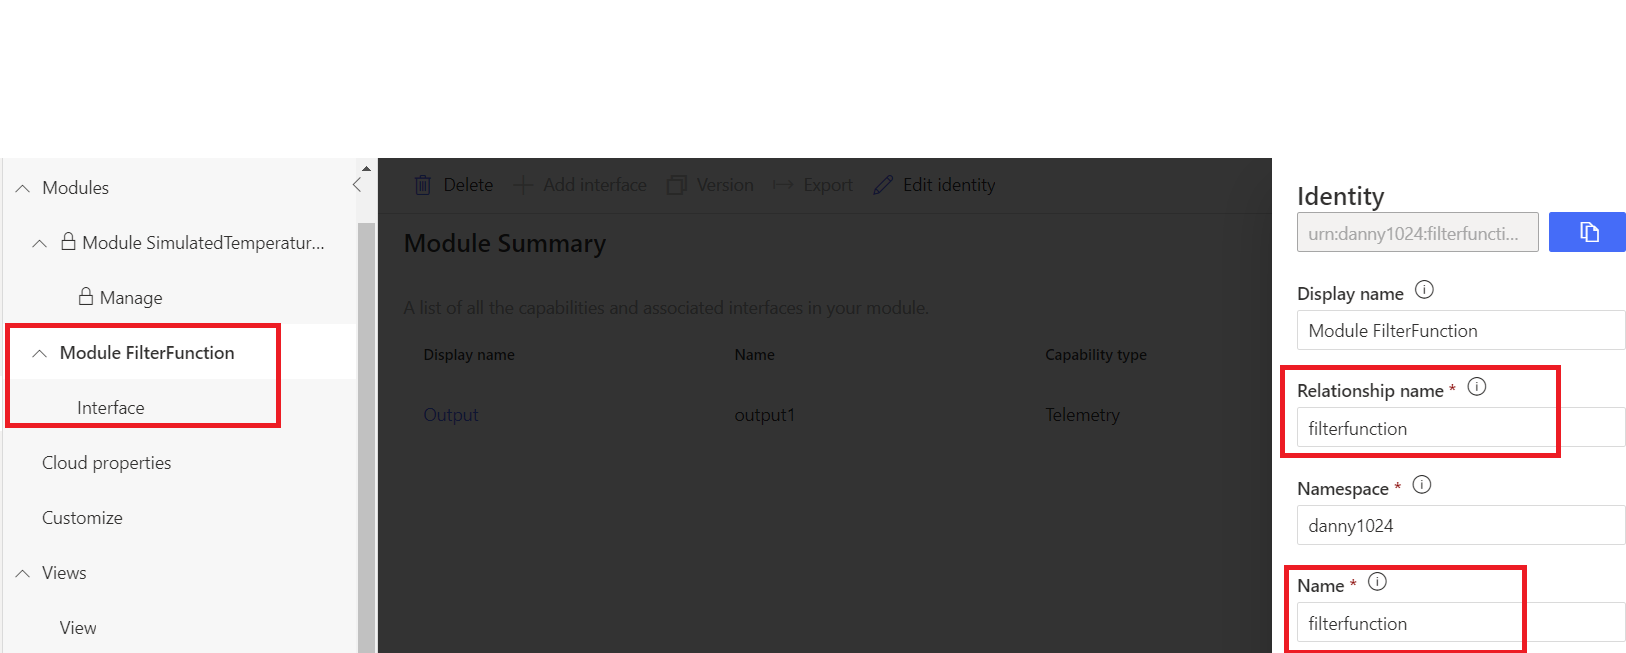 Modules
Module SimulatedTemperatur...
Manage
Module FilterFunction
Interface
Cloud properties
Customize
Views
View
Delete
Add interface
Version
Export
Edit identity
Module Summary
A list of all the capabilities and associated interfaces in your module.
Display name Name Capability type
Output output1 Telemetry
Identity
urn:danny1024:filterfuncti...
Display name
Module FilterFunction
Relationship name *
filterfunction
Namespace *
danny1024
Name *
filterfunction